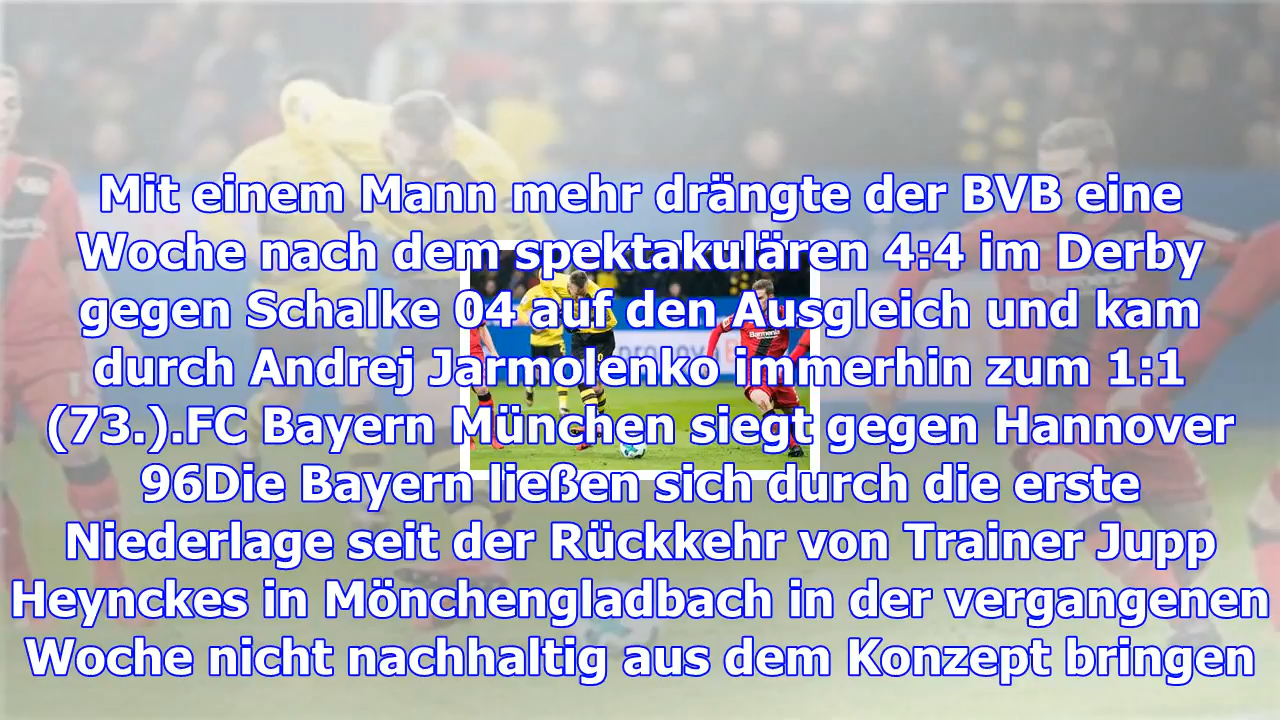 Mit einem Mann mehr drängte der BVB eine
Woche nach dem spektakulären 4:4 im Derby
gegen Schalke 04 auf den Ausgleich und kam
durch Andrej Jarmolenko immerhin zum 1:1
(73.).FC Bayern München siegt gegen Hannover
96Die Bayern ließen sich durch die erste
Niederlage seit der Rückkehr von Trainer Jupp
Heynckes in Mönchengladbach in der vergangenen
Woche nicht nachhaltig aus dem Konzept bringen
Barmenia